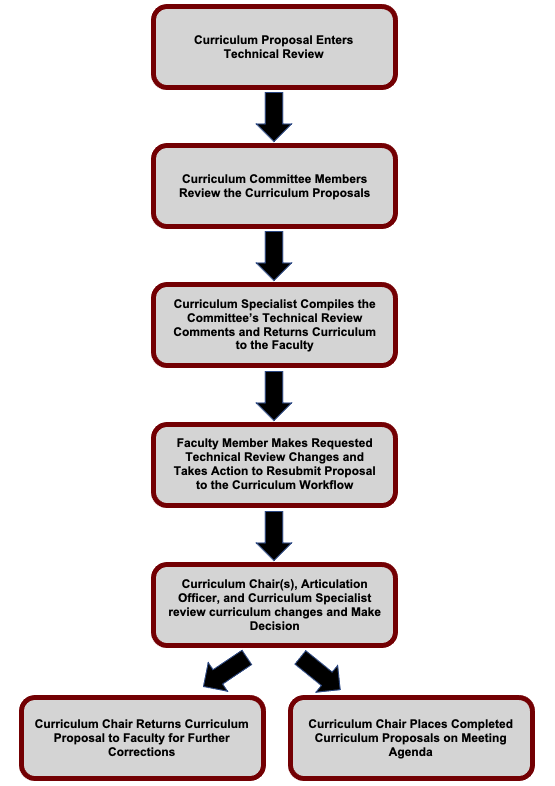 Curriculum Proposal Enters
Technical Review
Curriculum Committee Members
Review the Curriculum Proposals
Curriculum Specialist Compiles the
Committee's Technical Review
Comments and Returns Curriculum
to the Faculty
Faculty Member Makes Requested
Technical Review Changes and
Takes Action to Resubmit Proposal
to the Curriculum Workflow
Curriculum Chair(s), Articulation
Officer, and Curriculum Specialist
review curriculum changes and Make
Decision
Curriculum Chair Returns Curriculum
Proposal to Faculty for Further
Corrections
Curriculum Chair Places Completed
Curriculum Proposals on Meeting
Agenda